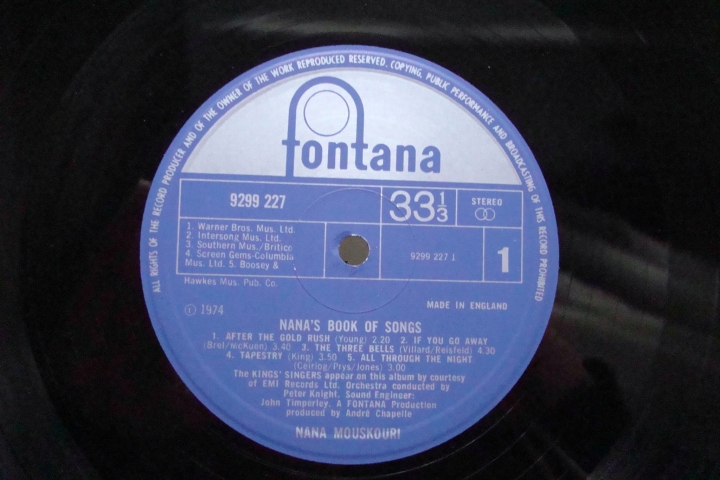 ALL RIGHTS OF THE RECORD PRODUCER AND OF THE OWNER OF THE WORK REPRODUCED RESERVED. COPYING, PUBLIC PERFORMANCE AND BROADCASTING OF THIS RECORD PROHIBITED
fontana
9299 227
33 1/3
STEREO
1. Warner Bros. Mus. Ltd.
2. Intersong Mus. Ltd.
3. Southern Mus./Britico
4. Screen Gems-Columbia
Mus. Ltd. 5. Boosey &
Hawkes Mus. Pub. Co.
9299 227 1
1
MADE IN ENGLAND
Ⓟ 1974
NANA'S BOOK OF SONGS
1. AFTER THE GOLD RUSH (Young) 2.20 2. IF YOU GO AWAY
(Brel/McKuen) 3.40 3. THE THREE BELLS (Villard/Reisfeld) 4.30
4. TAPESTRY (King) 3.50 5. ALL THROUGH THE NIGHT
(Ceiriog/Prys/Jones) 3.00
The KINGS' SINGERS appear on this album by courtesy
of EMI Records Ltd. Orchestra conducted by
Peter Knight. Sound Engineer:
John Timperley. A FONTANA Production
produced by André Chapelle
NANA MOUSKOURI